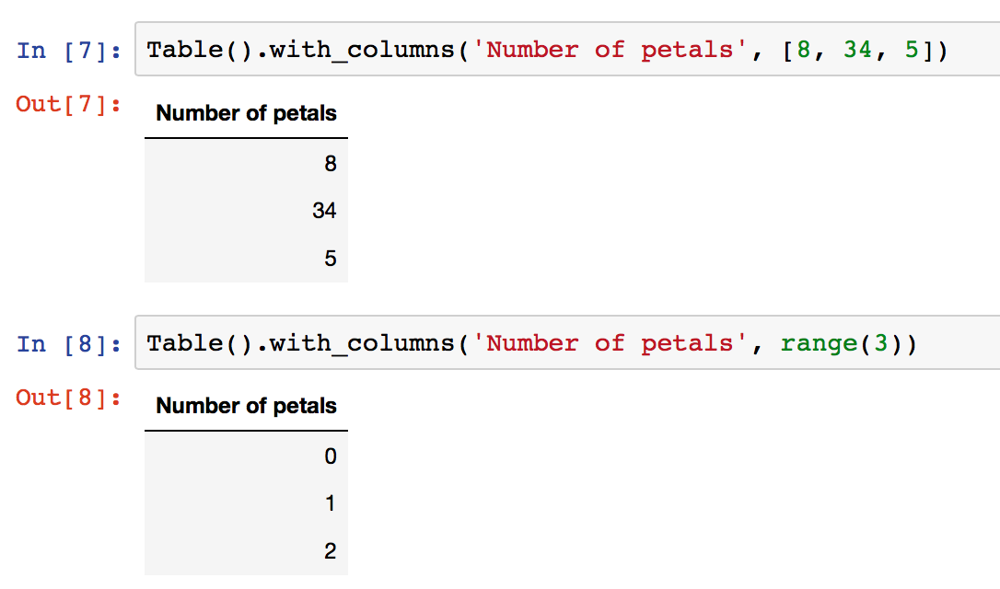 In [7]: Table().with_columns('Number of petals', [8, 34, 5])
Out[7]:
Number of petals
8
34
5
In [8]: Table().with_columns('Number of petals', range(3))
Out[8]:
Number of petals
0
1
2